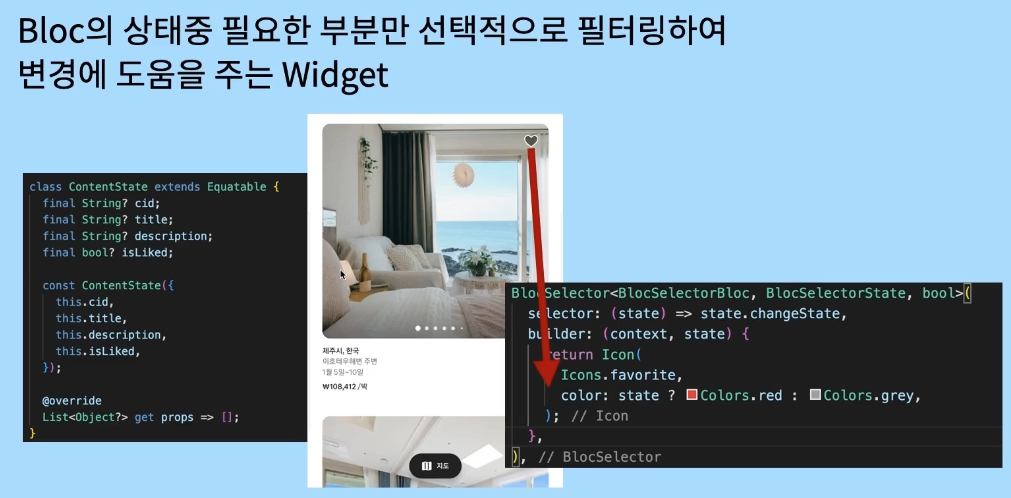 Bloc의 상태중 필요한 부분만 선택적으로 필터링하여
변경에 도움을 주는 Widget
class ContentState extends Equatable {
final String? cid;
final String? title;
final String? description;
final bool? isLiked;
const ContentState({
this.cid,
this.title,
this.description,
this.isLiked,
});
@override
List<Object?> get props => [];
}
제주시, 한국
이호테우해변 주변
1월 5일~10일
₩108,412 /박
지도
BlocSelector<BlocSelectorBloc, BlocSelectorState, bool>(
selector: (state) => state.changeState,
builder: (context, state) {
return Icon(
Icons.favorite,
color: state ? Colors.red : Colors.grey,
); // Icon
},
), // BlocSelector